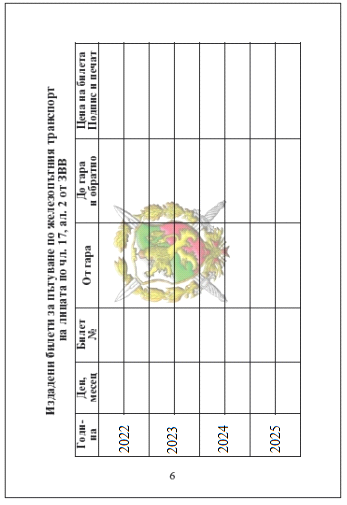 Издадени билети за пътуване по железопътния транспорт
на лицата по чл. 17, ал. 2 от ЗВВ
Годи-
на
Ден,
месец
Билет
№
От гара
До гара
и обратно
Цена на билета
Подпис и печат
2022
2023
2024
2025
6